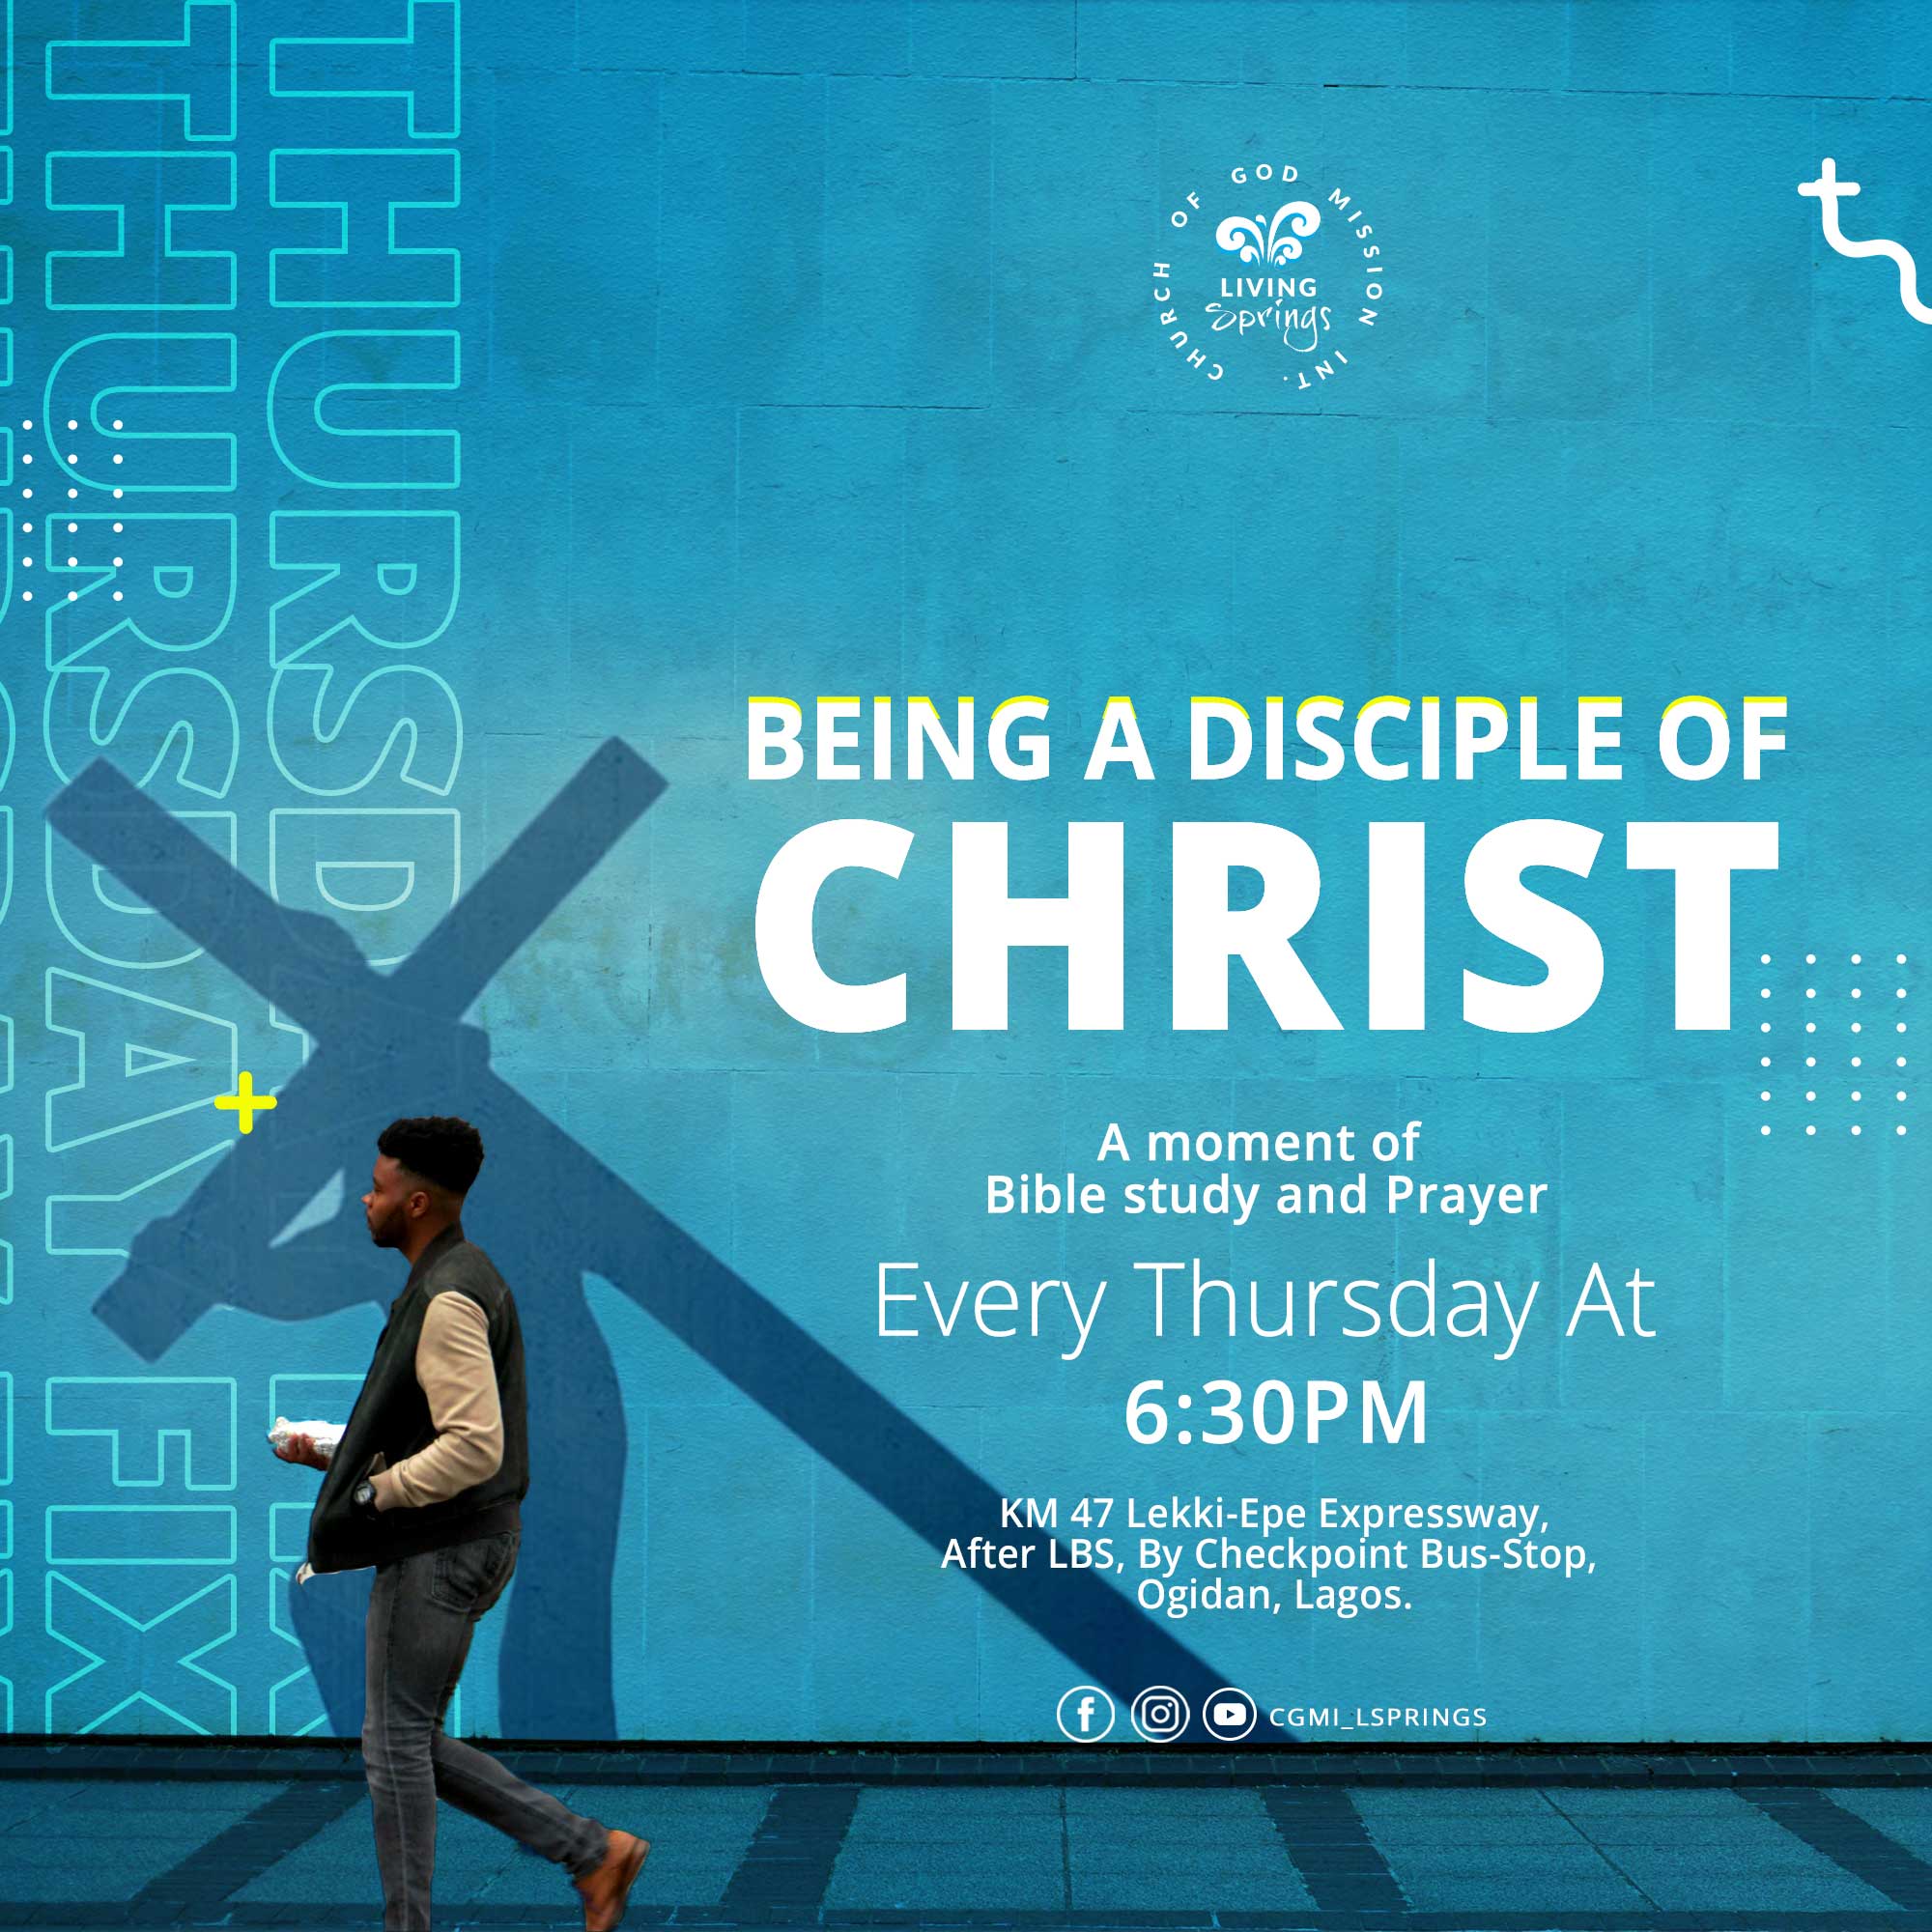 THURSDAY FIX
THURSDAY FIX
CHURCH OF GOD MISSION INT.
LIVING
Springs
BEING A DISCIPLE OF
CHRIST
A moment of
Bible study and Prayer
Every Thursday At
6:30PM
KM 47 Lekki-Epe Expressway,
After LBS, By Checkpoint Bus-Stop,
Ogidan, Lagos.
CGMI_LSPRINGS